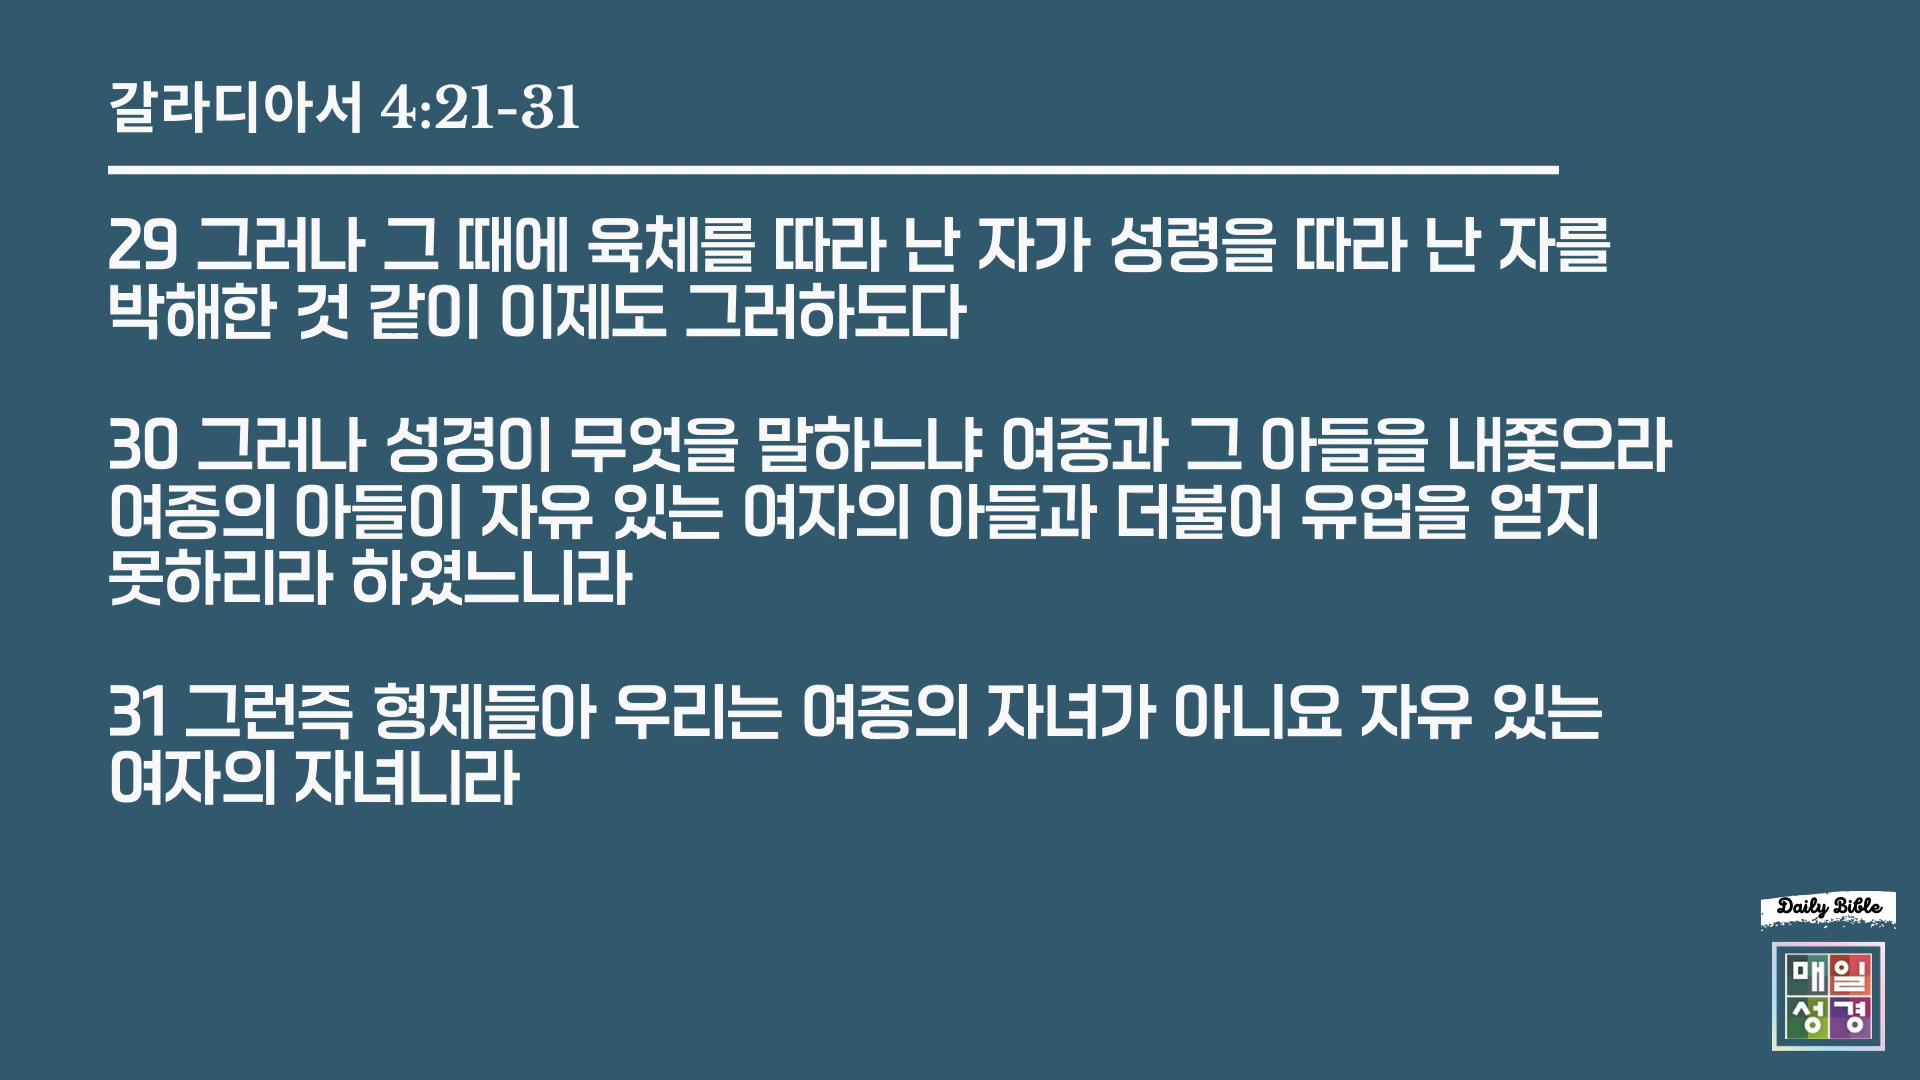 갈라디아서 4:21-31
29 그러나 그 때에 육체를 따라 난 자가 성령을 따라 난 자를
박해한 것 같이 이제도 그러하도다
30 그러나 성경이 무엇을 말하느냐 여종과 그 아들을 내쫓으라
여종의 아들이 자유 있는 여자의 아들과 더불어 유업을 얻지
못하리라 하였느니라
31 그런즉 형제들아 우리는 여종의 자녀가 아니요 자유 있는
여자의 자녀니라
Daily Bible
매일
성경